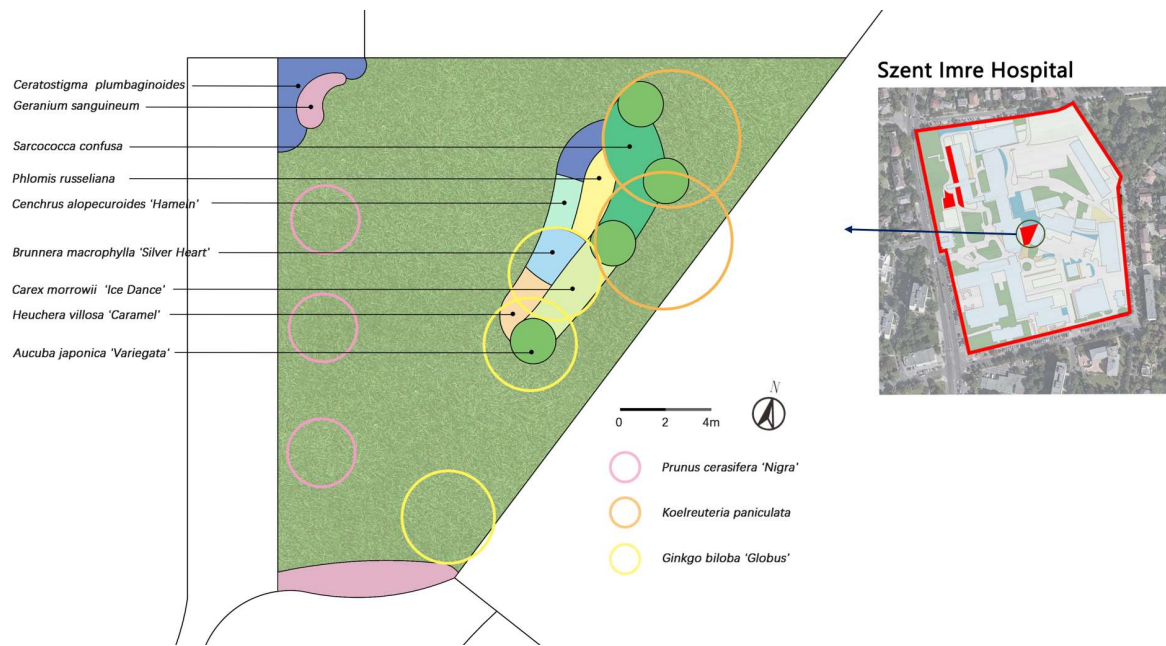 Szent Imre Hospital
Ceratostigma plumbaginoides
Geranium sanguineum
Sarcococca confusa
Phlomis russeliana
Cenchrus alopecuroides 'Hameln'
Brunnera macrophylla 'Silver Heart'
Carex morrowii 'Ice Dance'
Heuchera villosa 'Caramel'
Aucuba japonica 'Variegata'
N
0 2 4m
Prunus cerasifera 'Nigra'
Koelreuteria paniculata
Ginkgo biloba 'Globus'